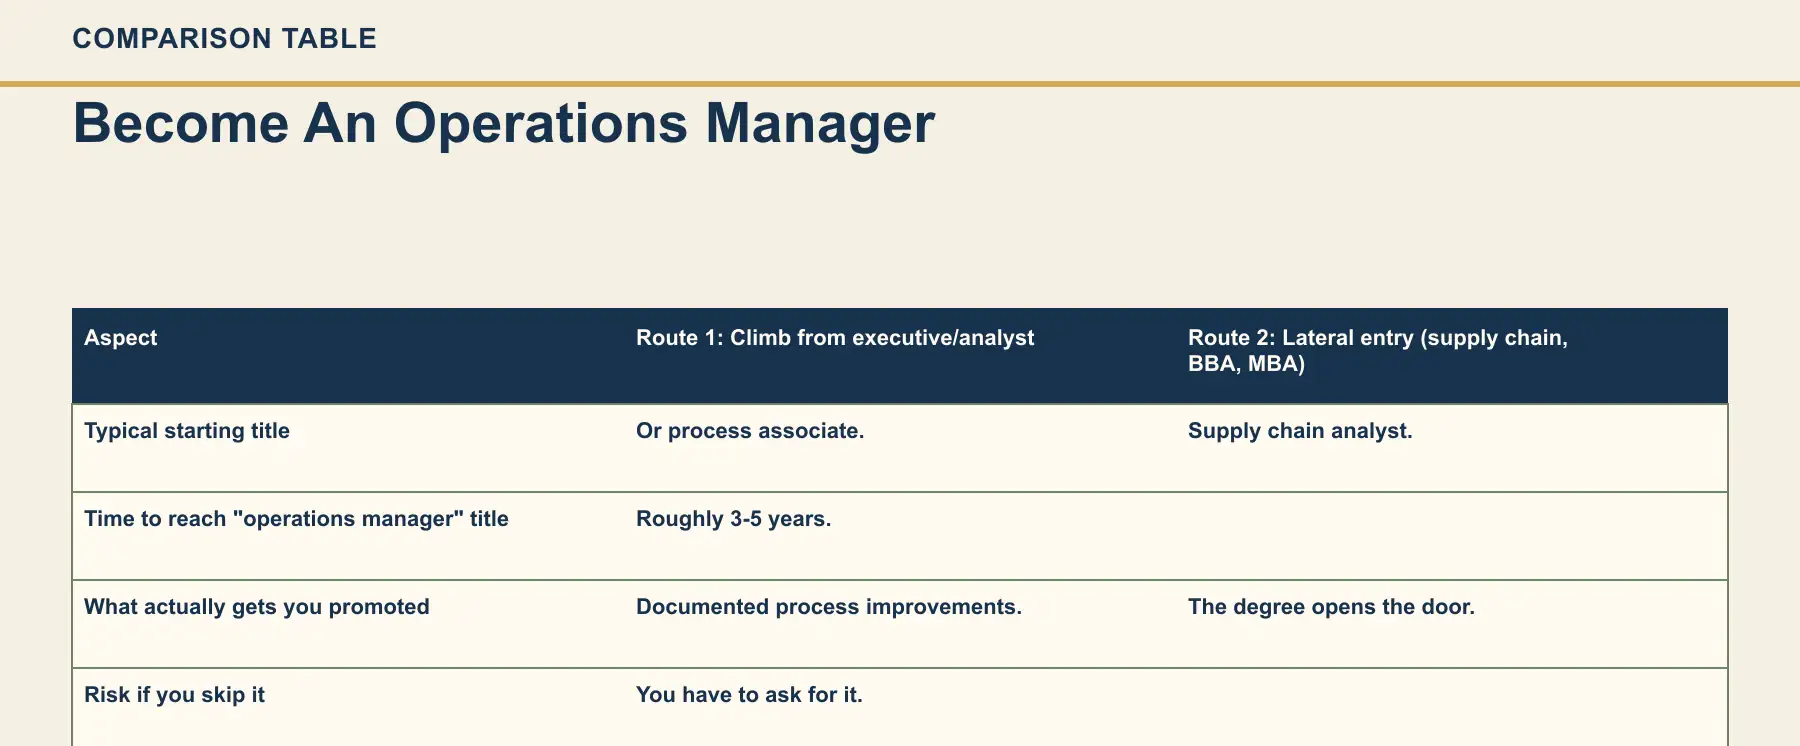 COMPARISON TABLE
Become An Operations Manager
Aspect
Route 1: Climb from executive/analyst
Route 2: Lateral entry (supply chain,
BBA, MBA)
Typical starting title
Or process associate.
Supply chain analyst.
Time to reach "operations manager" title
Roughly 3-5 years.
What actually gets you promoted
Documented process improvements.
The degree opens the door.
Risk if you skip it
You have to ask for it.